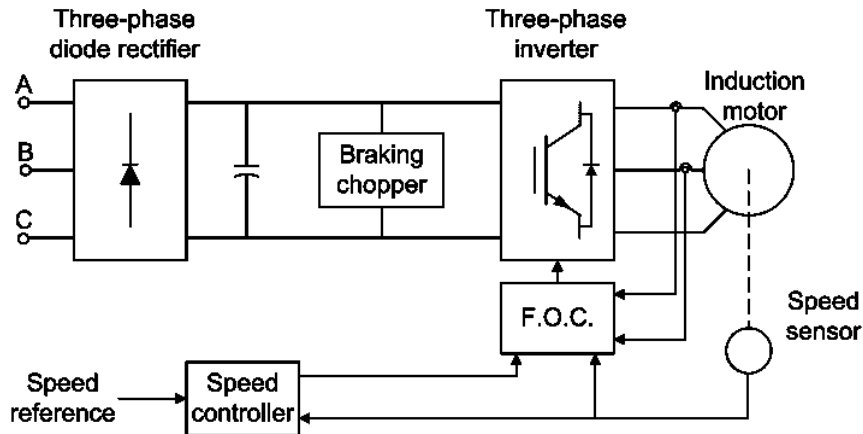 Three-phase
diode rectifier
Three-phase
inverter
A
B
C
Braking
chopper
Induction
motor
F.O.C.
Speed
sensor
Speed
reference
Speed
controller